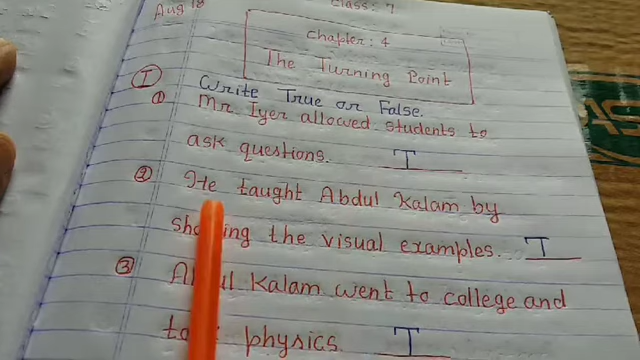 Aug 18
Class: 7
Chapter: 4
The Turning Point
I
Write True or False.
① Mr. Iyer allowed students to
ask questions. T
② He taught Abdul Kalam by
the visual examples. T
③ Kalam went to college and
physics. T